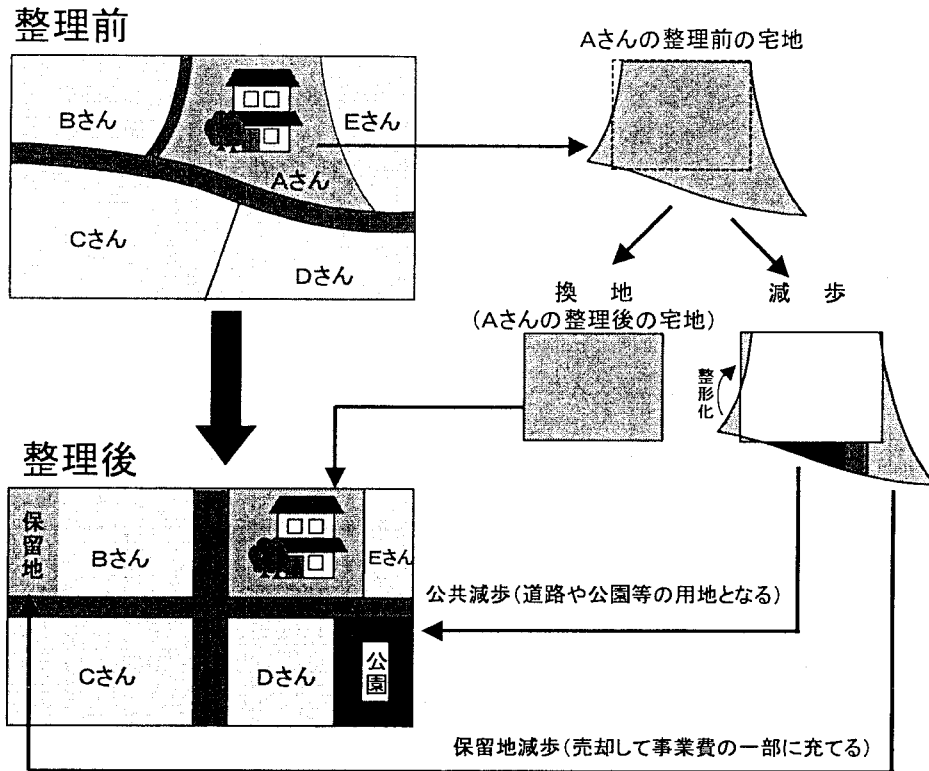 整理前
Aさんの整理前の宅地
Bさん
Eさん
Aさん
Cさん
Dさん
換地
(Aさんの整理後の宅地)
減歩
整形化
整理後
保留地
Bさん
Eさん
公共減歩(道路や公園等の用地となる)
Cさん
Dさん
公園
保留地減歩(売却して事業費の一部に充てる)